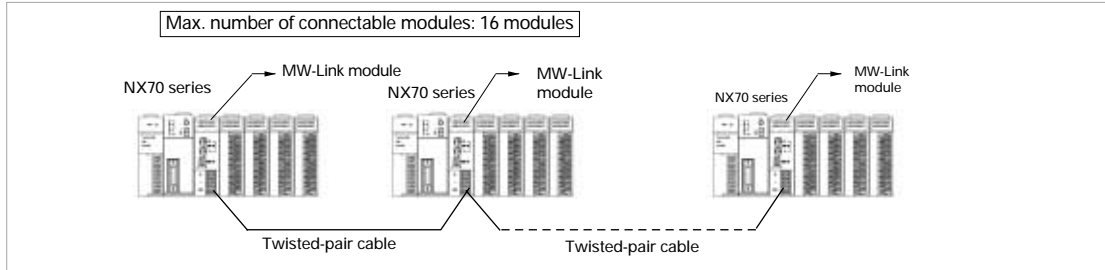 Max. number of connectable modules: 16 modules
NX70 series
MW-Link module
NX70 series
MW-Link
module
NX70 series
MW-Link
module
Twisted-pair cable
Twisted-pair cable